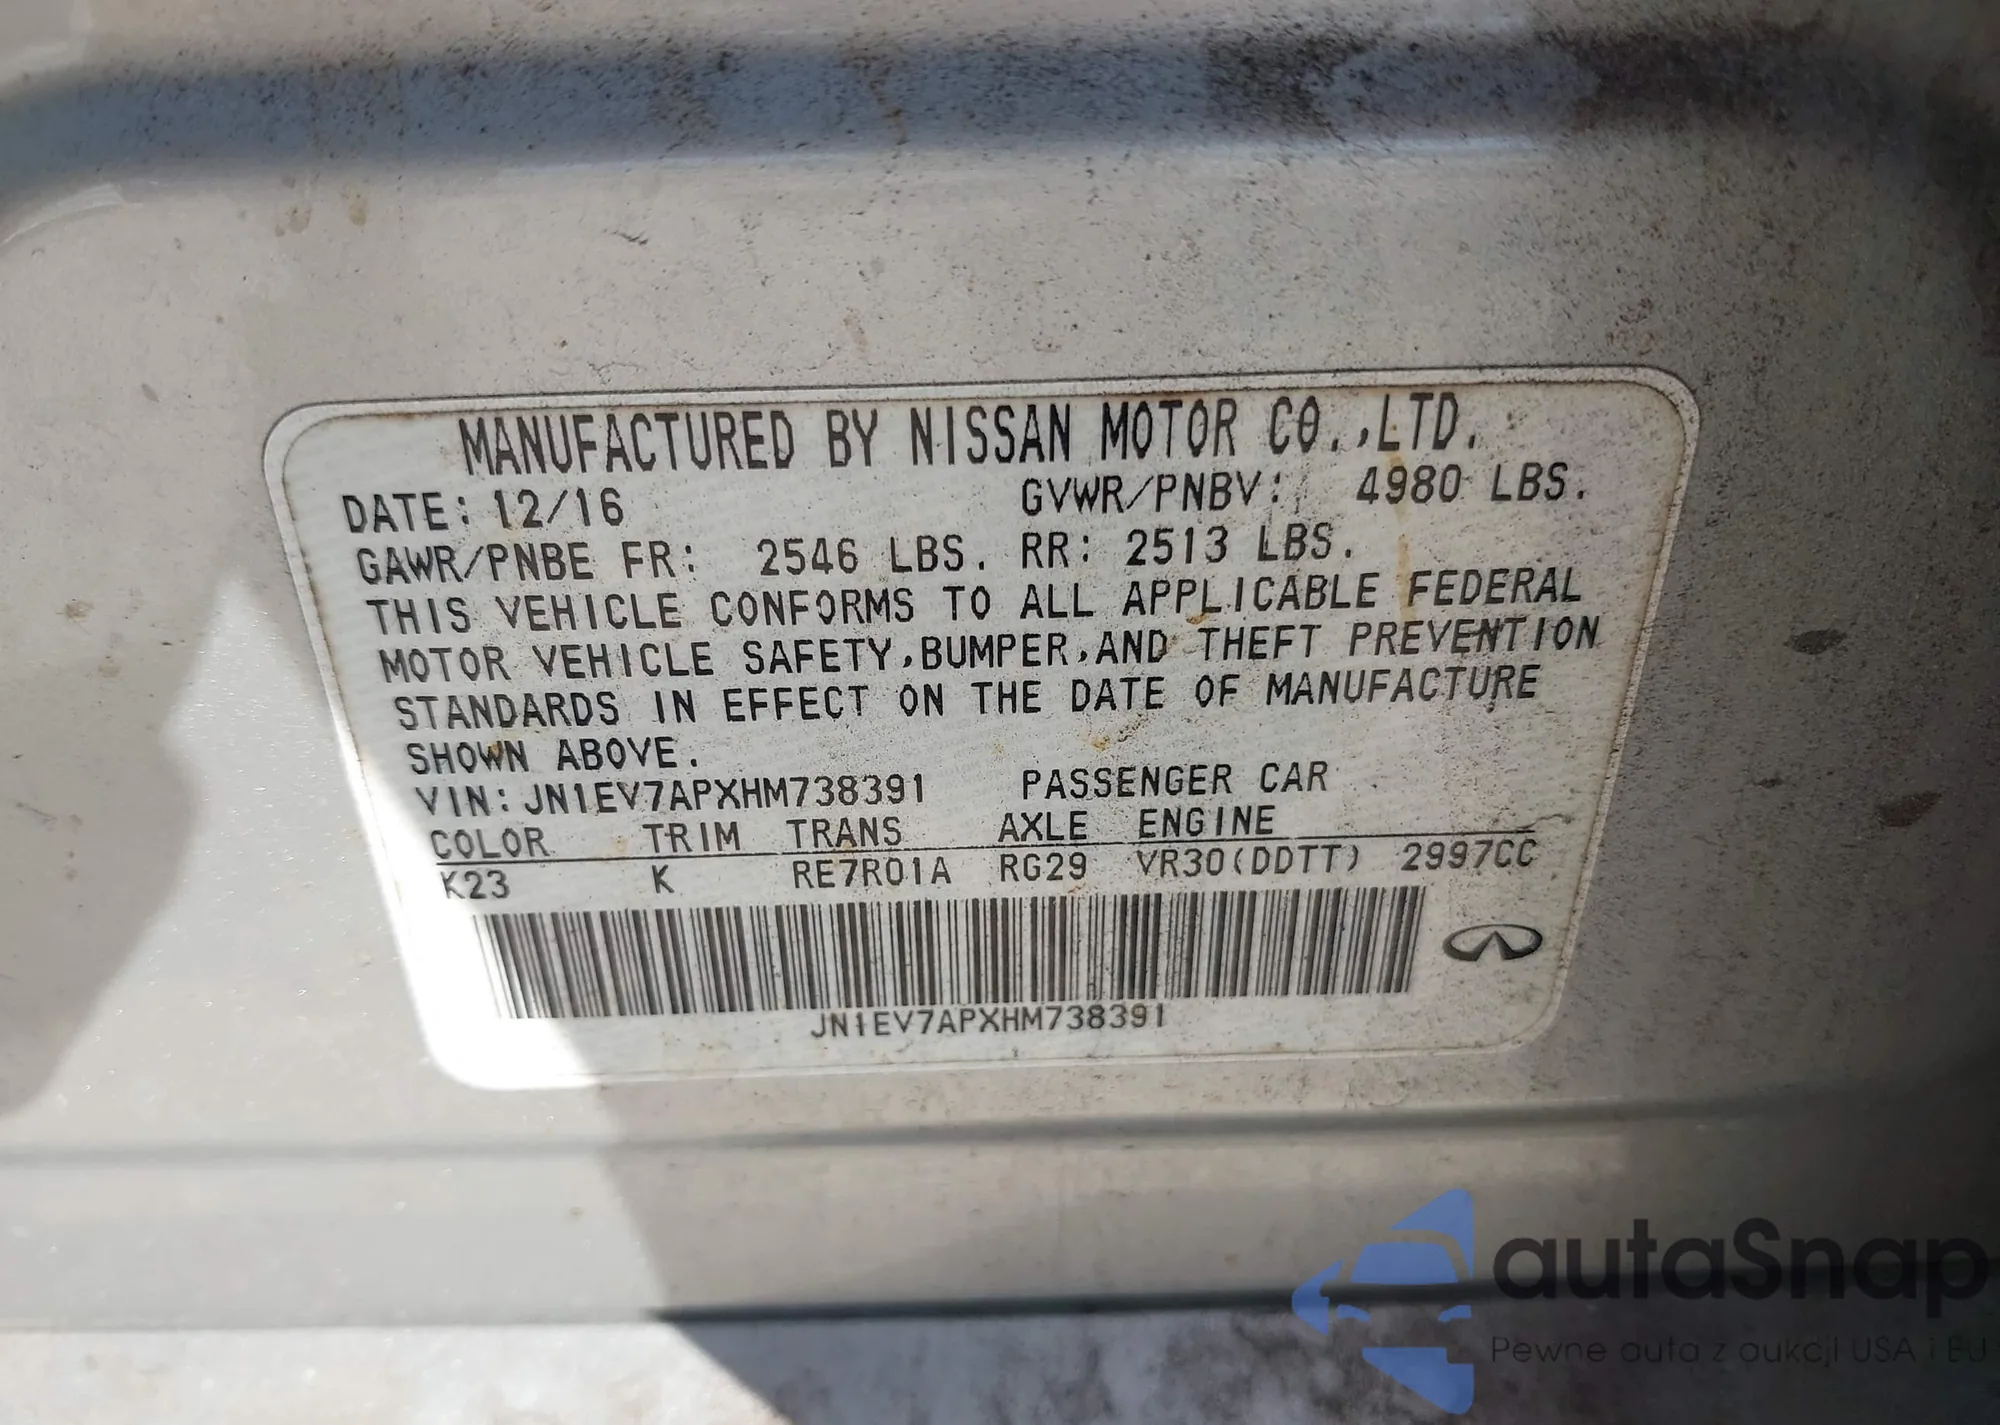 MANUFACTURED BY NISSAN MOTOR CO.,LTD.
DATE: 12/16 GVWR/PNBV: 4980 LBS.
GAWR/PNBE FR: 2546 LBS. RR: 2513 LBS.
THIS VEHICLE CONFORMS TO ALL APPLICABLE FEDERAL
MOTOR VEHICLE SAFETY,BUMPER,AND THEFT PREVENTION
STANDARDS IN EFFECT ON THE DATE OF MANUFACTURE
SHOWN ABOVE.
VIN: JN1EV7APXHM738391 PASSENGER CAR
COLOR TRIM TRANS AXLE ENGINE
K23 K RE7R01A RG29 VR30(DDTT) 2997CC
JN1EV7APXHM738391
autaSnap
Pewne auta z aukcji USA i EU